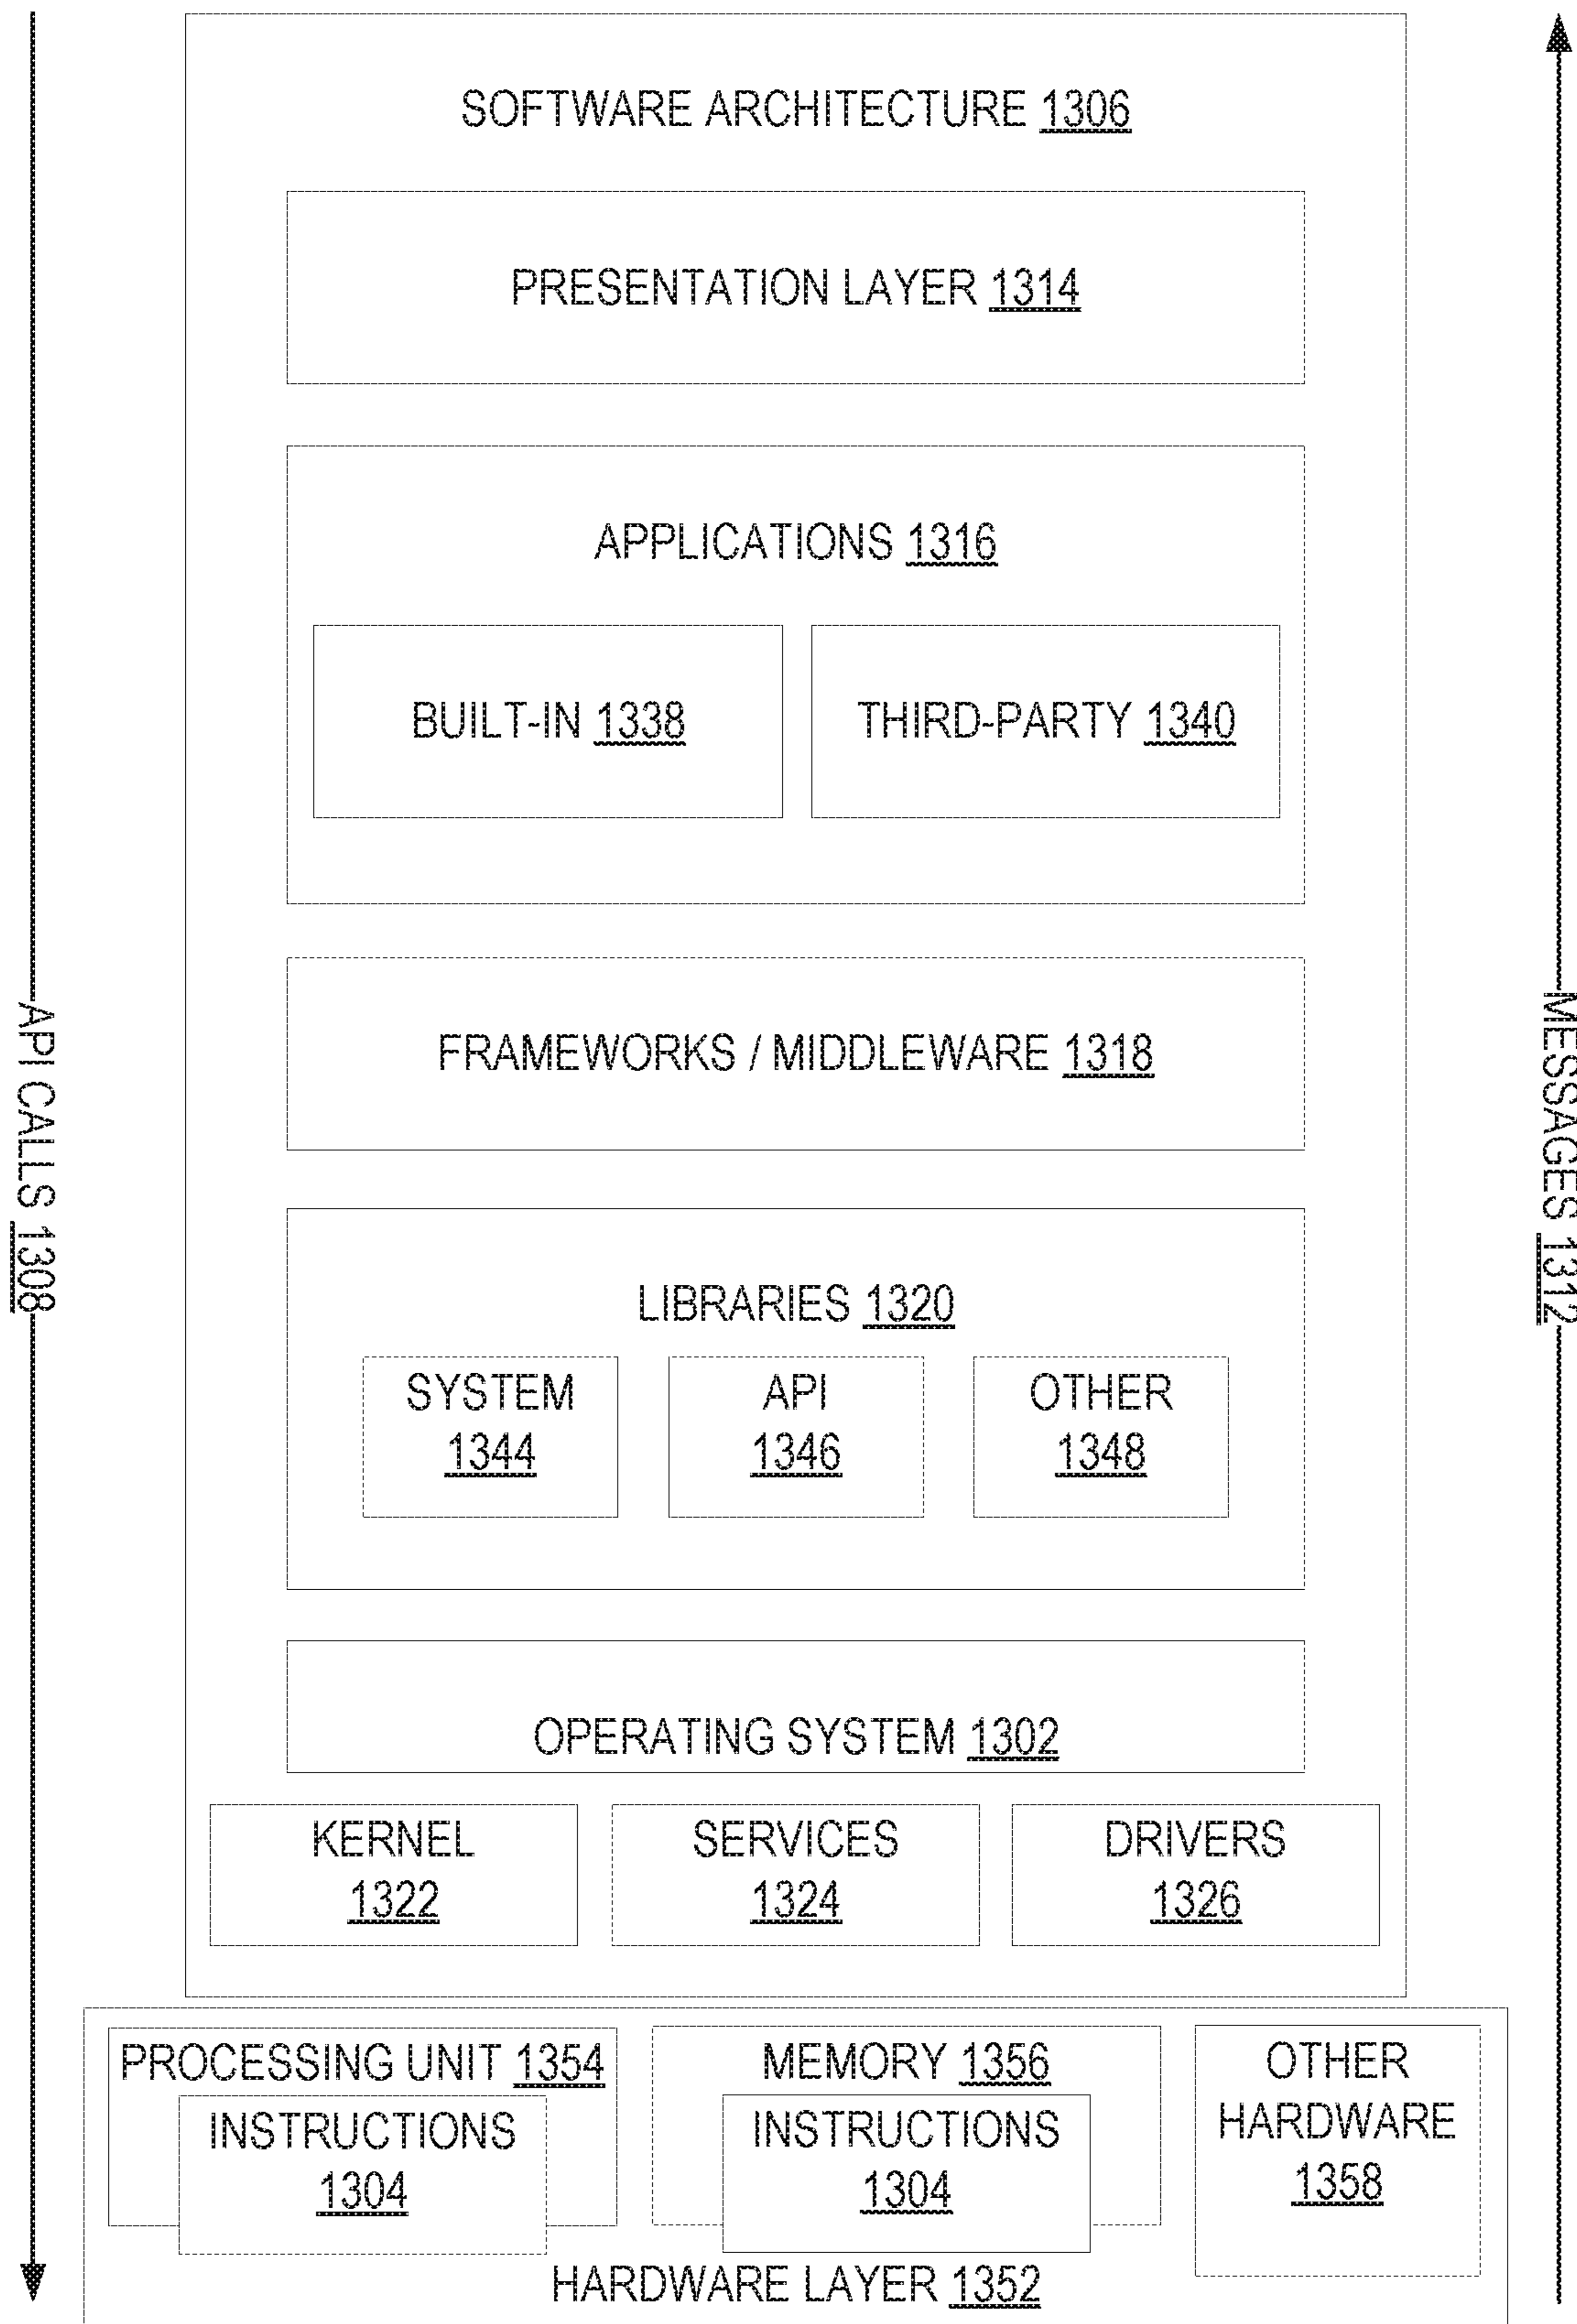 SOFTWARE ARCHITECTURE 1306
PRESENTATION LAYER 1314
APPLICATIONS 1316
BUILT-IN 1338
THIRD-PARTY 1340
FRAMEWORKS / MIDDLEWARE 1318
API CALLS 1308
MESSAGES 1312
LIBRARIES 1320
SYSTEM
1344
API
1346
OTHER
1348
OPERATING SYSTEM 1302
KERNEL
1322
SERVICES
1324
DRIVERS
1326
PROCESSING UNIT 1354
INSTRUCTIONS
1304
MEMORY 1356
INSTRUCTIONS
1304
OTHER
HARDWARE
1358
HARDWARE LAYER 1352